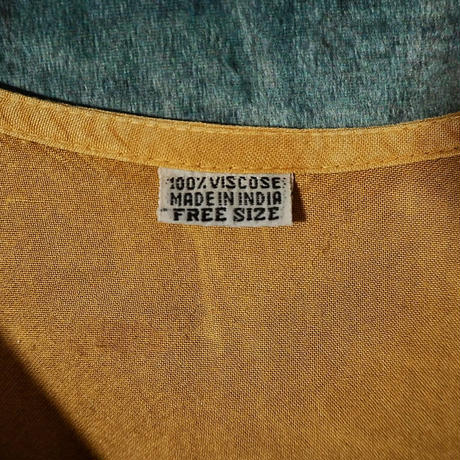 100% VISCOSE
MADE IN INDIA
FREE SIZE